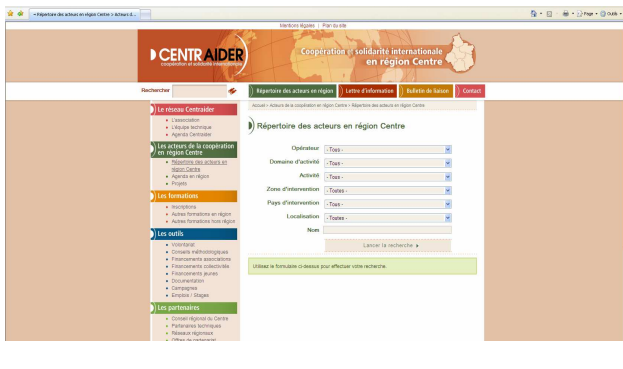 • Répertoire des acteurs en région Centre > Acteurs d...
Page
Outils
Mentions légales | Plan du site
CENTRAIDER
coopération et solidarité internationale
Coopération et solidarité internationale
en région Centre
Rechercher
Répertoire des acteurs en région
Lettre d'information
Bulletin de liaison
Contact
Accueil > Acteurs de la coopération en région Centre > Répertoire des acteurs en région Centre
Le réseau Centraider
L'association
L'équipe technique
Agenda Centraider
Les acteurs de la coopération
en région Centre
Répertoire des acteurs en
région Centre
Agenda en région
Projets
Les formations
Inscriptions
Autres formations en région
Autres formations hors région
Les outils
Volontariat
Conseils méthodologiques
Financements associations
Financements collectivités
Financements jeunes
Documentation
Campagnes
Emplois / Stages
Les partenaires
Conseil régional du Centre
Partenaires techniques
Réseaux régionaux
Offres de partenariat
Répertoire des acteurs en région Centre
Opérateur - Tous -
Domaine d'activité - Tous -
Activité - Tous -
Zone d'intervention - Toutes -
Pays d'intervention - Tous -
Localisation - Toutes -
Nom
Lancer la recherche
Utilisez le formulaire ci-dessus pour effectuer votre recherche.